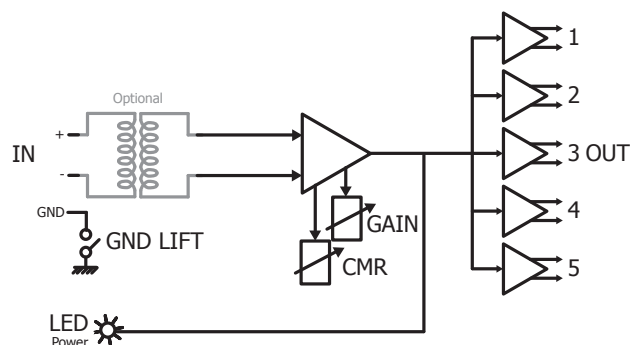 Optional
IN
+
-
GND
GND LIFT
GAIN
CMR
LED
Power
1
2
3 OUT
4
5